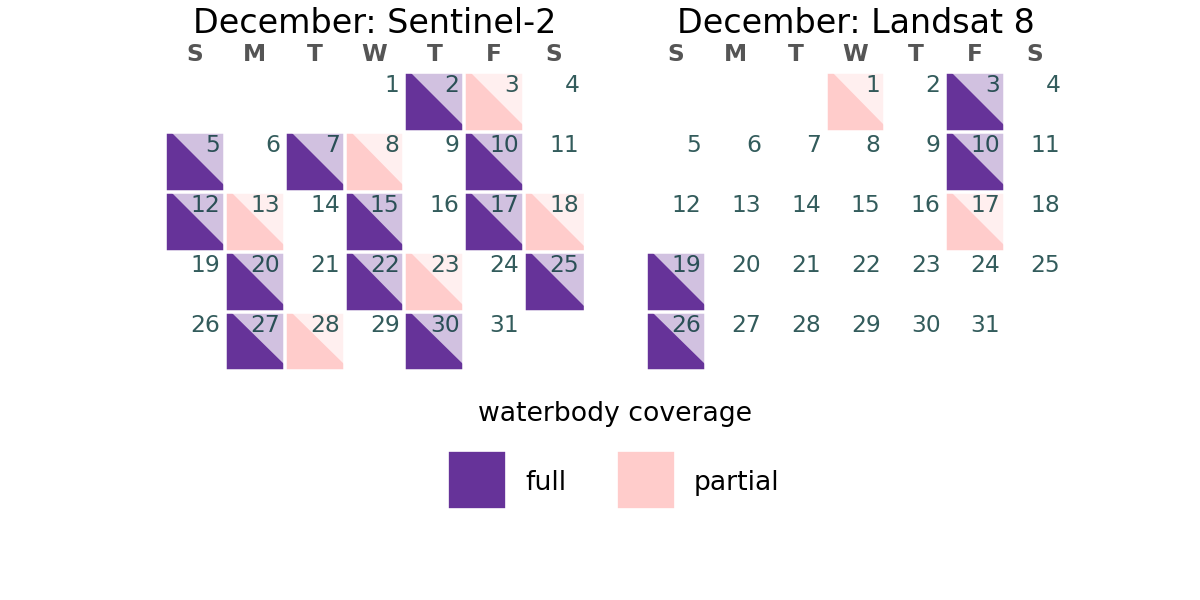 December: Sentinel-2
S M T W T F S
1 2 3 4
5 6 7 8 9 10 11
12 13 14 15 16 17 18
19 20 21 22 23 24 25
26 27 28 29 30 31
December: Landsat 8
S M T W T F S
1 2 3 4
5 6 7 8 9 10 11
12 13 14 15 16 17 18
19 20 21 22 23 24 25
26 27 28 29 30 31
waterbody coverage
full partial